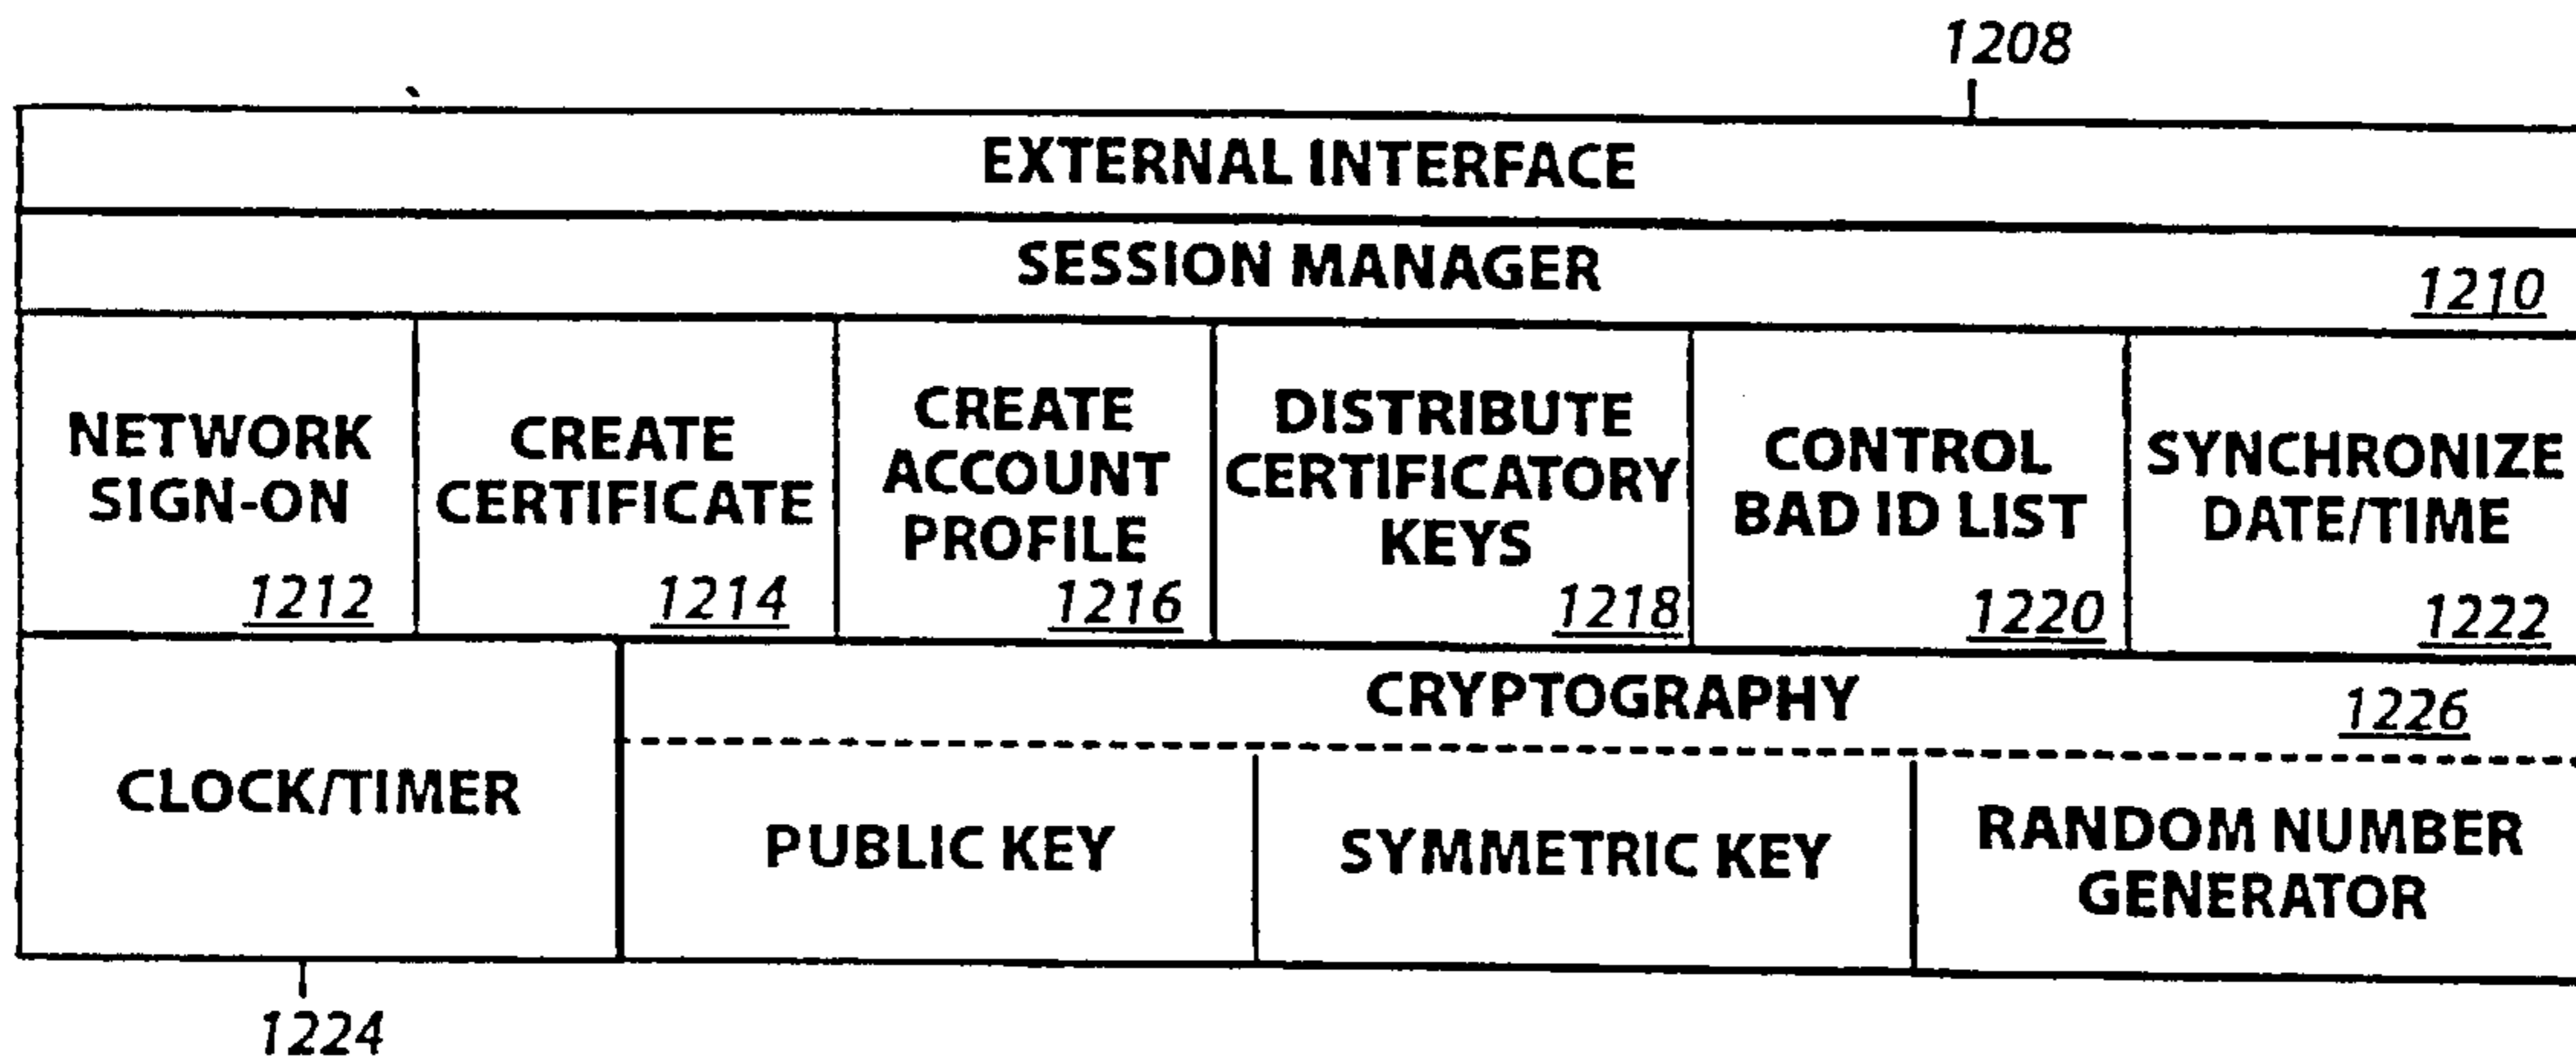 1208
EXTERNAL INTERFACE
SESSION MANAGER
1210
NETWORK
SIGN-ON
1212
CREATE
CERTIFICATE
1214
CREATE
ACCOUNT
PROFILE
1216
DISTRIBUTE
CERTIFICATORY
KEYS
1218
CONTROL
BAD ID LIST
1220
SYNCHRONIZE
DATE/TIME
1222
CLOCK/TIMER
1224
CRYPTOGRAPHY
1226
PUBLIC KEY
SYMMETRIC KEY
RANDOM NUMBER
GENERATOR